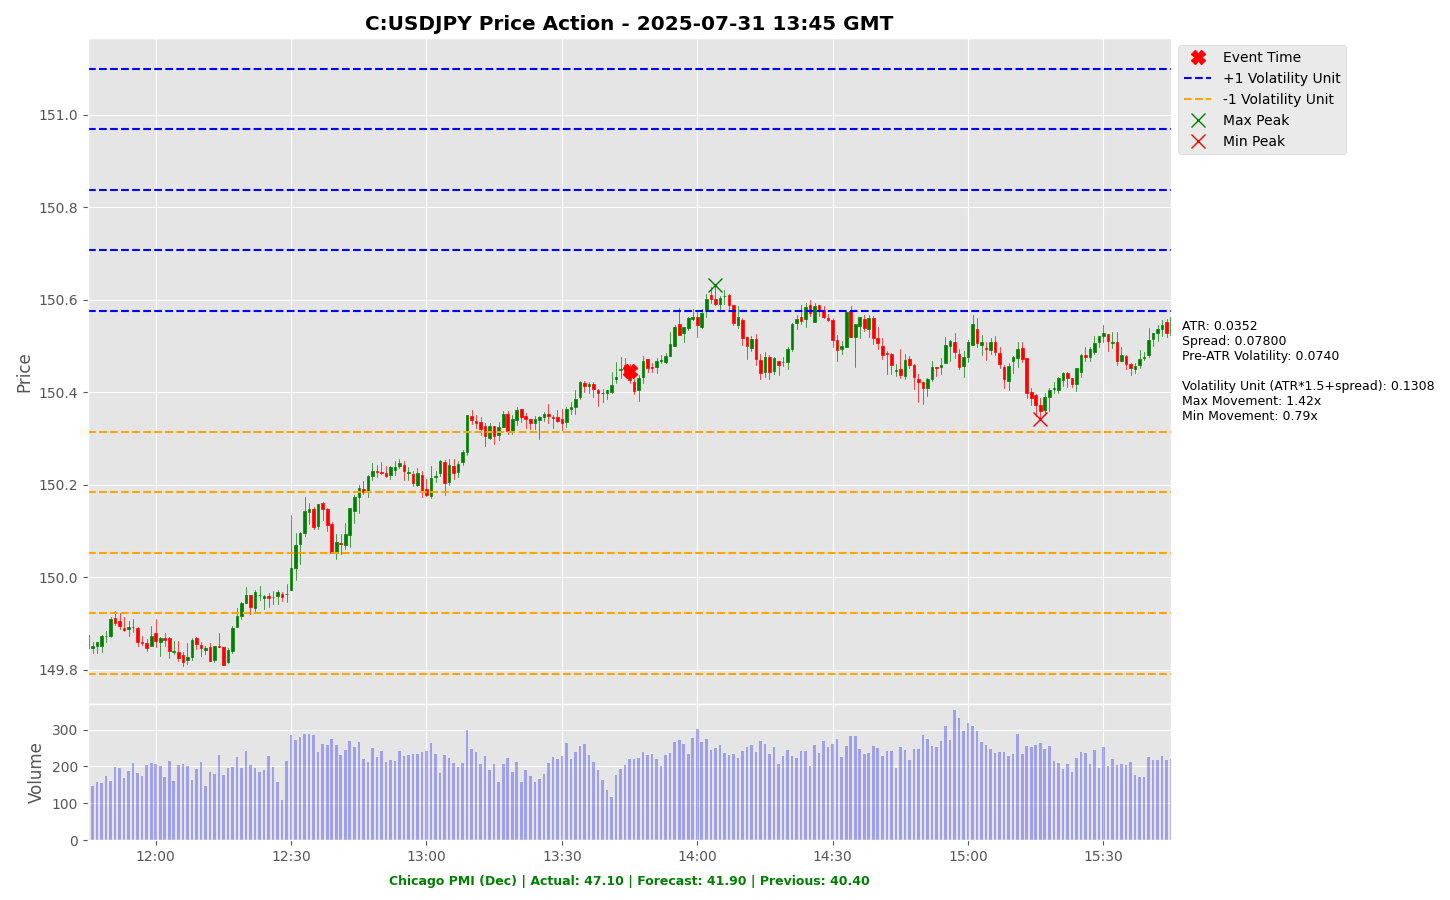 C:USDJPY Price Action - 2025-07-31 13:45 GMT
Event Time
+1 Volatility Unit
-1 Volatility Unit
Max Peak
Min Peak
Price
151.0
150.8
150.6
150.4
150.2
150.0
149.8
ATR: 0.0352
Spread: 0.07800
Pre-ATR Volatility: 0.0740
Volatility Unit (ATR*1.5+spread): 0.1308
Max Movement: 1.42x
Min Movement: 0.79x
Volume
300
200
100
0
12:00
12:30
13:00
13:30
14:00
14:30
15:00
15:30
Chicago PMI (Dec) | Actual: 47.10 | Forecast: 41.90 | Previous: 40.40